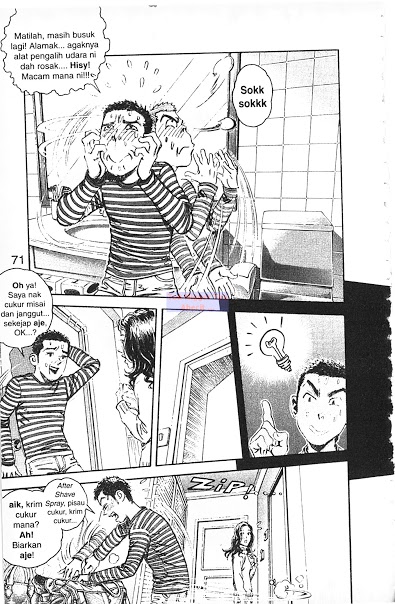 Matilah, masih busuk
lagi! Alamak... agaknya
alat pengalih udara ni
dah rosak.... Hisy!
Macam mana ni!!!
Sokk
sokkk
71
Oh ya!
Saya nak
cukur misai
dan janggut...
sekejap aje,
OK...?
aik, krim
cukur
mana?
Ah!
Biarkan
aje!
After
Shave
Spray, pisau
cukur, krim
cukur...
ZiP!...